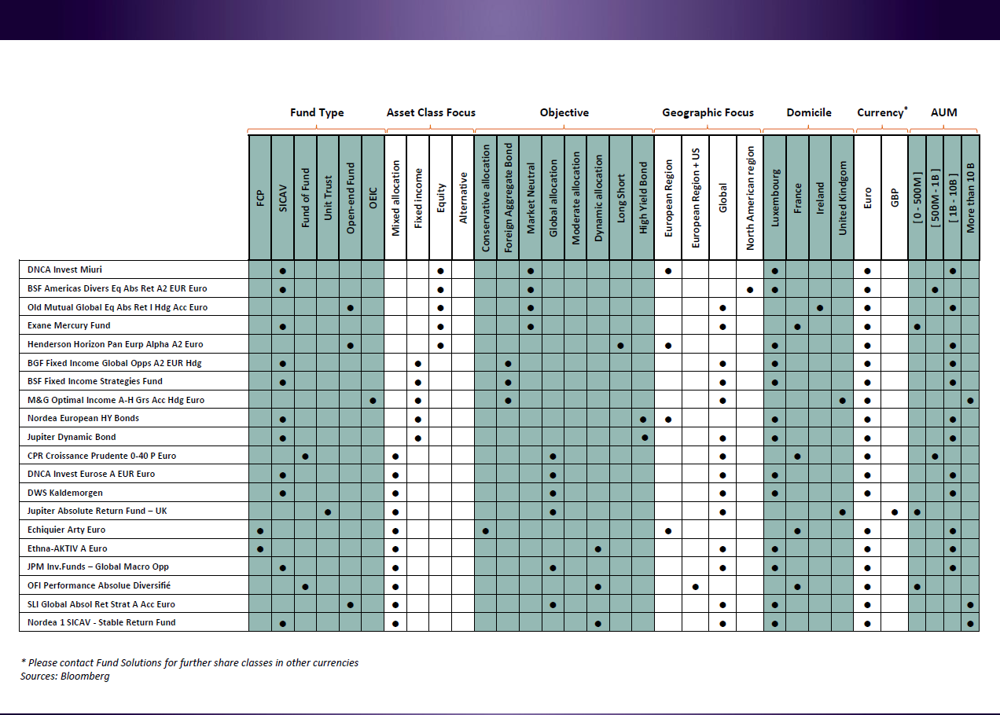 Fund Type Asset Class Focus Objective Geographic Focus Domicile Currency* AUM
FCP
SICAV
Fund of Fund
Unit Trust
Open-end Fund
OEIC
Mixed allocation
Fixed income
Equity
Alternative
Conservative allocation
Foreign Aggregate Bond
Market Neutral
Global allocation
Moderate allocation
Dynamic allocation
Long Short
High Yield Bond
European Region
European Region + US
Global
North American region
Luxembourg
France
Ireland
United Kindgom
Euro
GBP
[ 0 - 500M ]
[ 500M - 1B ]
[ 1B - 10B ]
More than 10 B
DNCA Invest Miuri
BSF Americas Divers Eq Abs Ret A2 EUR Euro
Old Mutual Global Eq Abs Ret I Hdg Acc Euro
Exane Mercury Fund
Henderson Horizon Pan Eurp Alpha A2 Euro
BGF Fixed Income Global Opps A2 EUR Hdg
BSF Fixed Income Strategies Fund
M&G Optimal Income A-H Grs Acc Hdg Euro
Nordea European HY Bonds
Jupiter Dynamic Bond
CPR Croissance Prudente 0-40 P Euro
DNCA Invest Eurose A EUR Euro
DWS Kaldemorgen
Jupiter Absolute Return Fund – UK
Echiquier Arty Euro
Ethna-AKTIV A Euro
JPM Inv.Funds – Global Macro Opp
OFI Performance Absolue Diversifié
SLI Global Absol Ret Strat A Acc Euro
Nordea 1 SICAV - Stable Return Fund
* Please contact Fund Solutions for further share classes in other currencies
Sources: Bloomberg